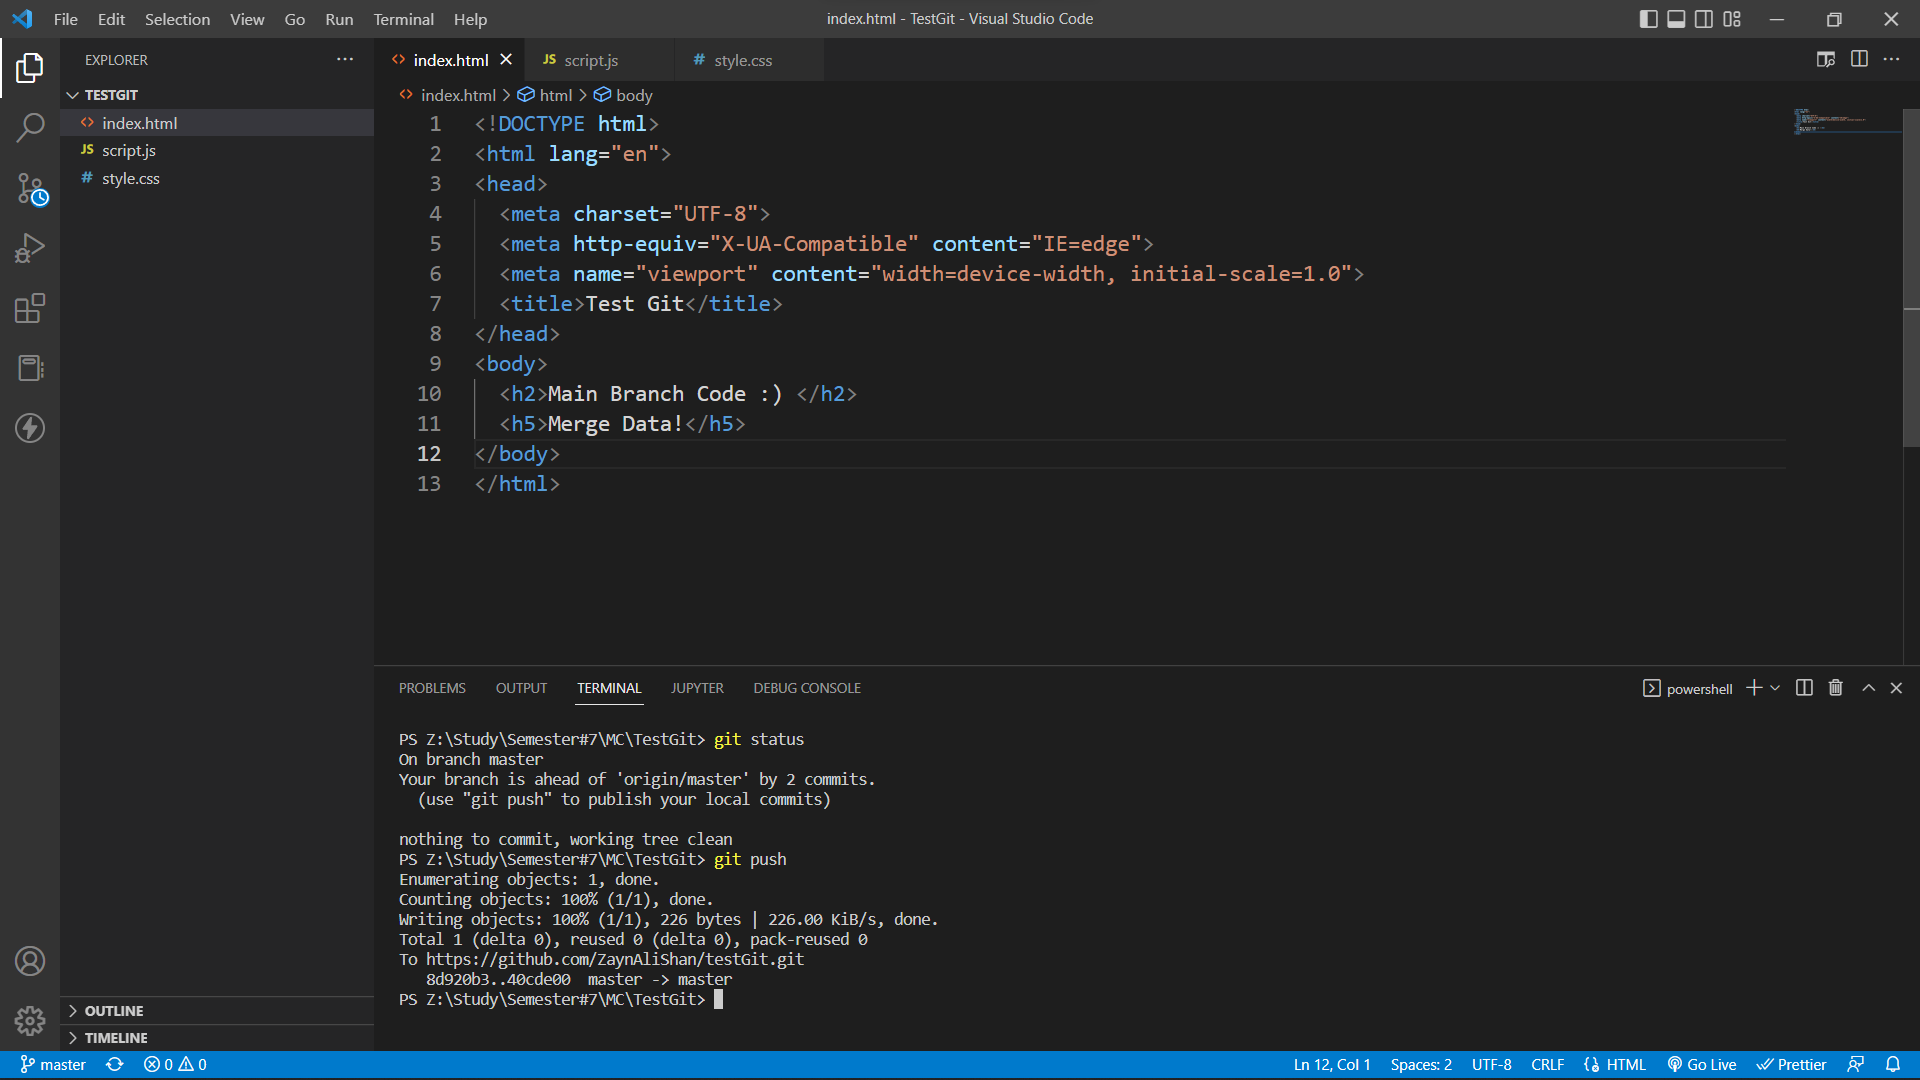 File Edit Selection View Go Run Terminal Help
index.html - TestGit - Visual Studio Code
EXPLORER
TESTGIT
index.html
JS script.js
# style.css
OUTLINE
TIMELINE
index.html
JS script.js
# style.css
index.html > html > body
1 <!DOCTYPE html>
2 <html lang="en">
3 <head>
4 <meta charset="UTF-8">
5 <meta http-equiv="X-UA-Compatible" content="IE=edge">
6 <meta name="viewport" content="width=device-width, initial-scale=1.0">
7 <title>Test Git</title>
8 </head>
9 <body>
10 <h2>Main Branch Code :) </h2>
11 <h5>Merge Data!</h5>
12 </body>
13 </html>
PROBLEMS OUTPUT TERMINAL JUPYTER DEBUG CONSOLE
powershell
PS Z:\Study\Semester#7\MC\TestGit> git status
On branch master
Your branch is ahead of 'origin/master' by 2 commits.
(use "git push" to publish your local commits)
nothing to commit, working tree clean
PS Z:\Study\Semester#7\MC\TestGit> git push
Enumerating objects: 1, done.
Counting objects: 100% (1/1), done.
Writing objects: 100% (1/1), 226 bytes | 226.00 KiB/s, done.
Total 1 (delta 0), reused 0 (delta 0), pack-reused 0
To https://github.com/ZaynAliShan/testGit.git
8d920b3..40cde00 master -> master
PS Z:\Study\Semester#7\MC\TestGit>
master 0 0
Ln 12, Col 1 Spaces: 2 UTF-8 CRLF HTML Go Live Prettier